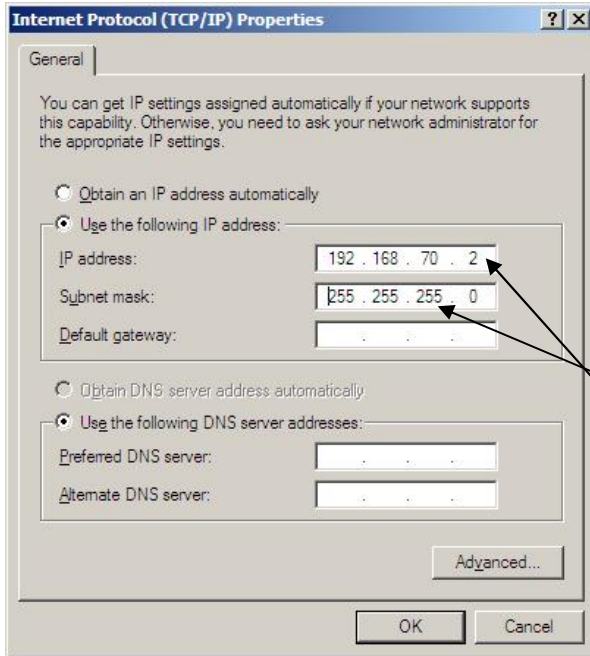 Internet Protocol (TCP/IP) Properties
General
You can get IP settings assigned automatically if your network supports
this capability. Otherwise, you need to ask your network administrator for
the appropriate IP settings.
Obtain an IP address automatically
Use the following IP address:
IP address: 192 . 168 . 70 . 2
Subnet mask: 255 . 255 . 255 . 0
Default gateway: . . .
Obtain DNS server address automatically
Use the following DNS server addresses:
Preferred DNS server: . . .
Alternate DNS server: . . .
Advanced...
OK Cancel